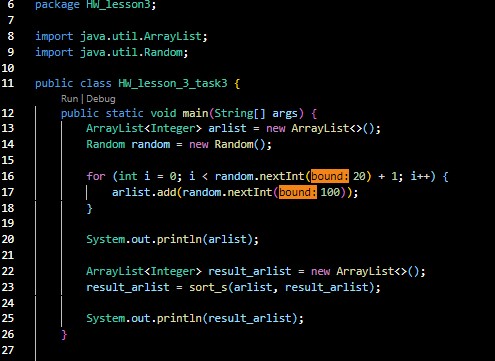 6 package HW_lesson3;
7
8 import java.util.ArrayList;
9 import java.util.Random;
10
11 public class HW_lesson_3_task3 {
Run | Debug
12     public static void main(String[] args) {
13         ArrayList<Integer> arlist = new ArrayList<>();
14         Random random = new Random();
15
16         for (int i = 0; i < random.nextInt(bound: 20) + 1; i++) {
17             arlist.add(random.nextInt(bound: 100));
18         }
19
20         System.out.println(arlist);
21
22         ArrayList<Integer> result_arlist = new ArrayList<>();
23         result_arlist = sort_s(arlist, result_arlist);
24
25         System.out.println(result_arlist);
26     }
27